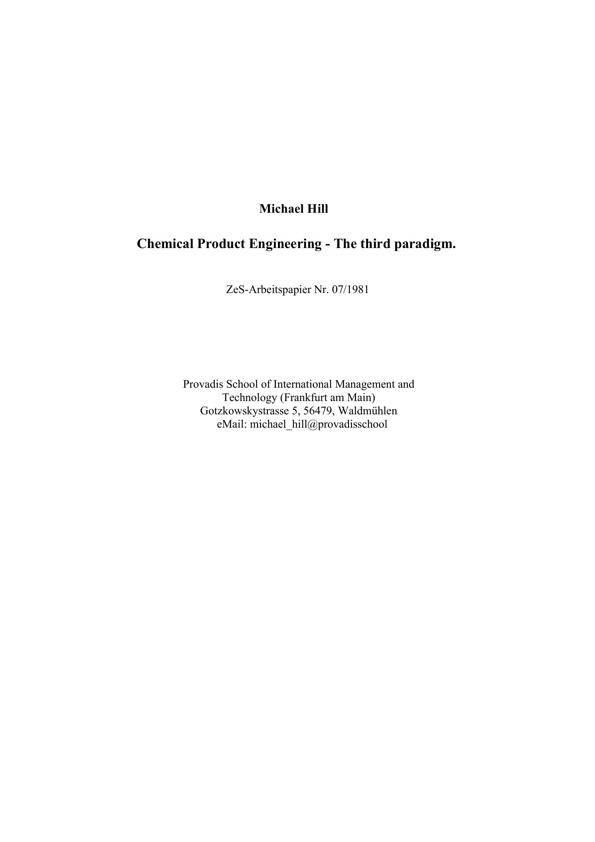 Michael Hill
Chemical Product Engineering - The third paradigm.
ZeS-Arbeitspapier Nr. 07/1981
Provadis School of International Management and
Technology (Frankfurt am Main)
Gotzkowskystrasse 5, 56479, Waldmühlen
eMail: michael_hill@provadisschool